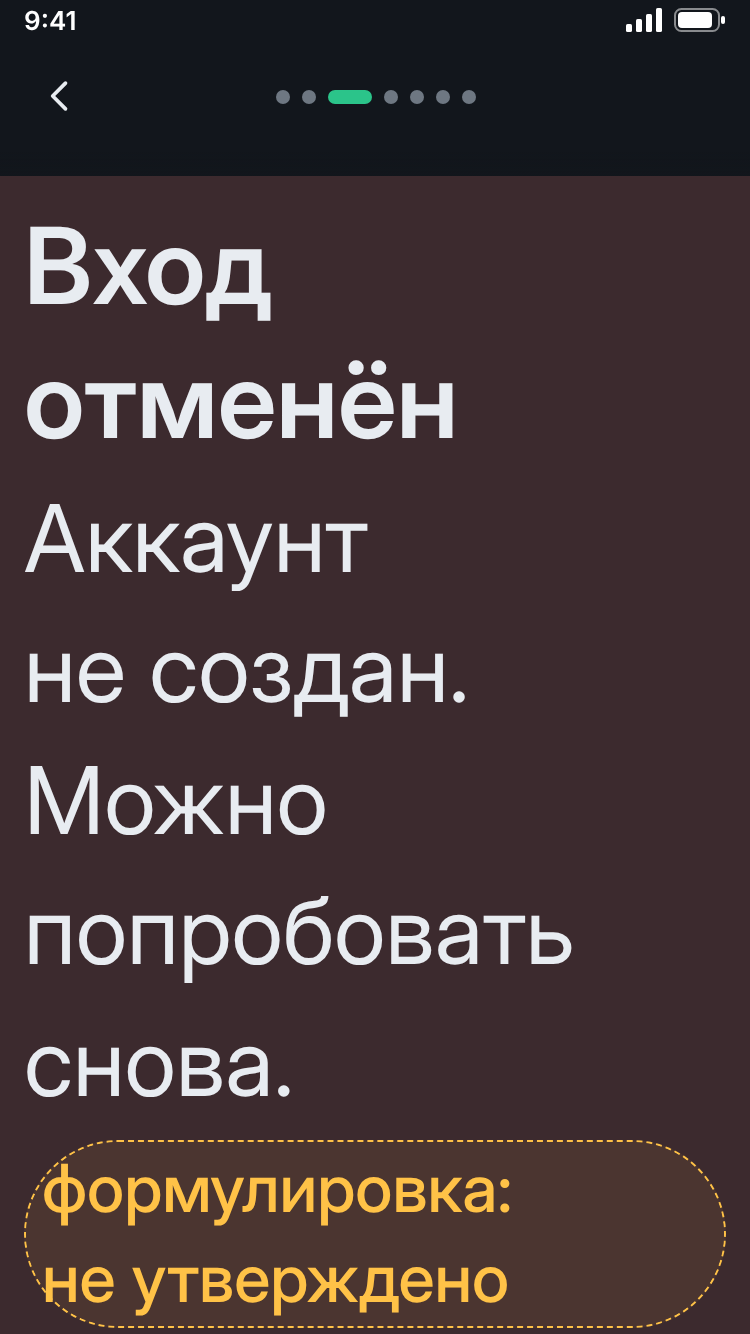 9:41
Вход
отменён
Аккаунт
не создан.
Можно
попробовать
снова.
формулировка:
не утверждено